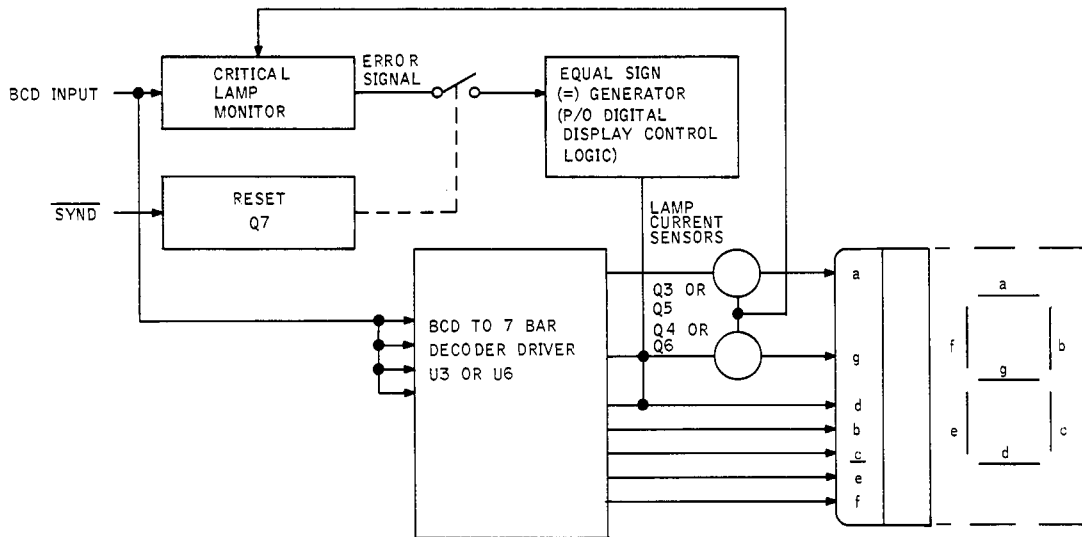 BCD INPUT
CRITICAL
LAMP
MONITOR
ERROR
SIGNAL
EQUAL SIGN
(=) GENERATOR
(P/O DIGITAL
DISPLAY CONTROL
LOGIC)
SYND
RESET
Q7
LAMP
CURRENT
SENSORS
Q3 OR
Q5
Q4 OR
Q6
BCD TO 7 BAR
DECODER DRIVER
U3 OR U6
a
g
d
b
c
e
f
a
f
b
g
e
c
d